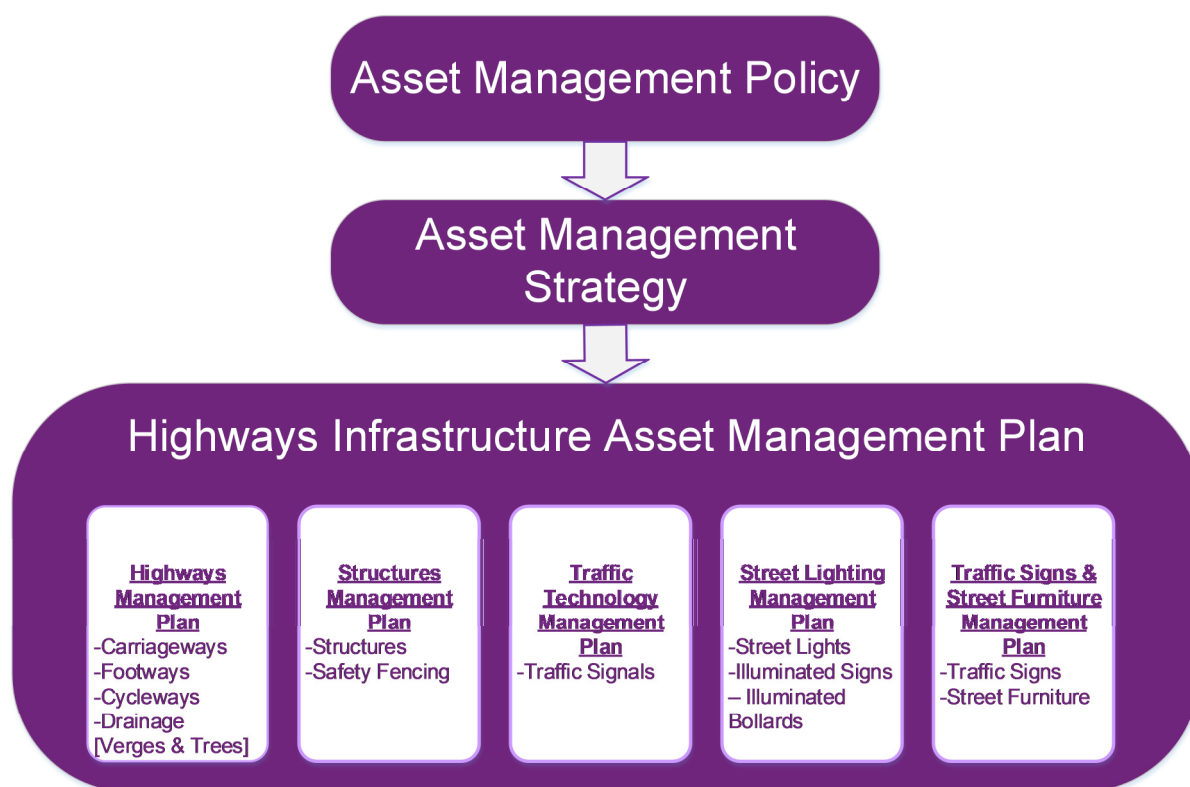 Asset Management Policy
Asset Management
Strategy
Highways Infrastructure Asset Management Plan
Highways
Management
Plan
-Carriageways
-Footways
-Cycleways
-Drainage
[Verges & Trees]
Structures
Management
Plan
-Structures
-Safety Fencing
Traffic
Technology
Management
Plan
-Traffic Signals
Street Lighting
Management
Plan
-Street Lights
-Illuminated Signs
– Illuminated
Bollards
Traffic Signs &
Street Furniture
Management
Plan
-Traffic Signs
-Street Furniture